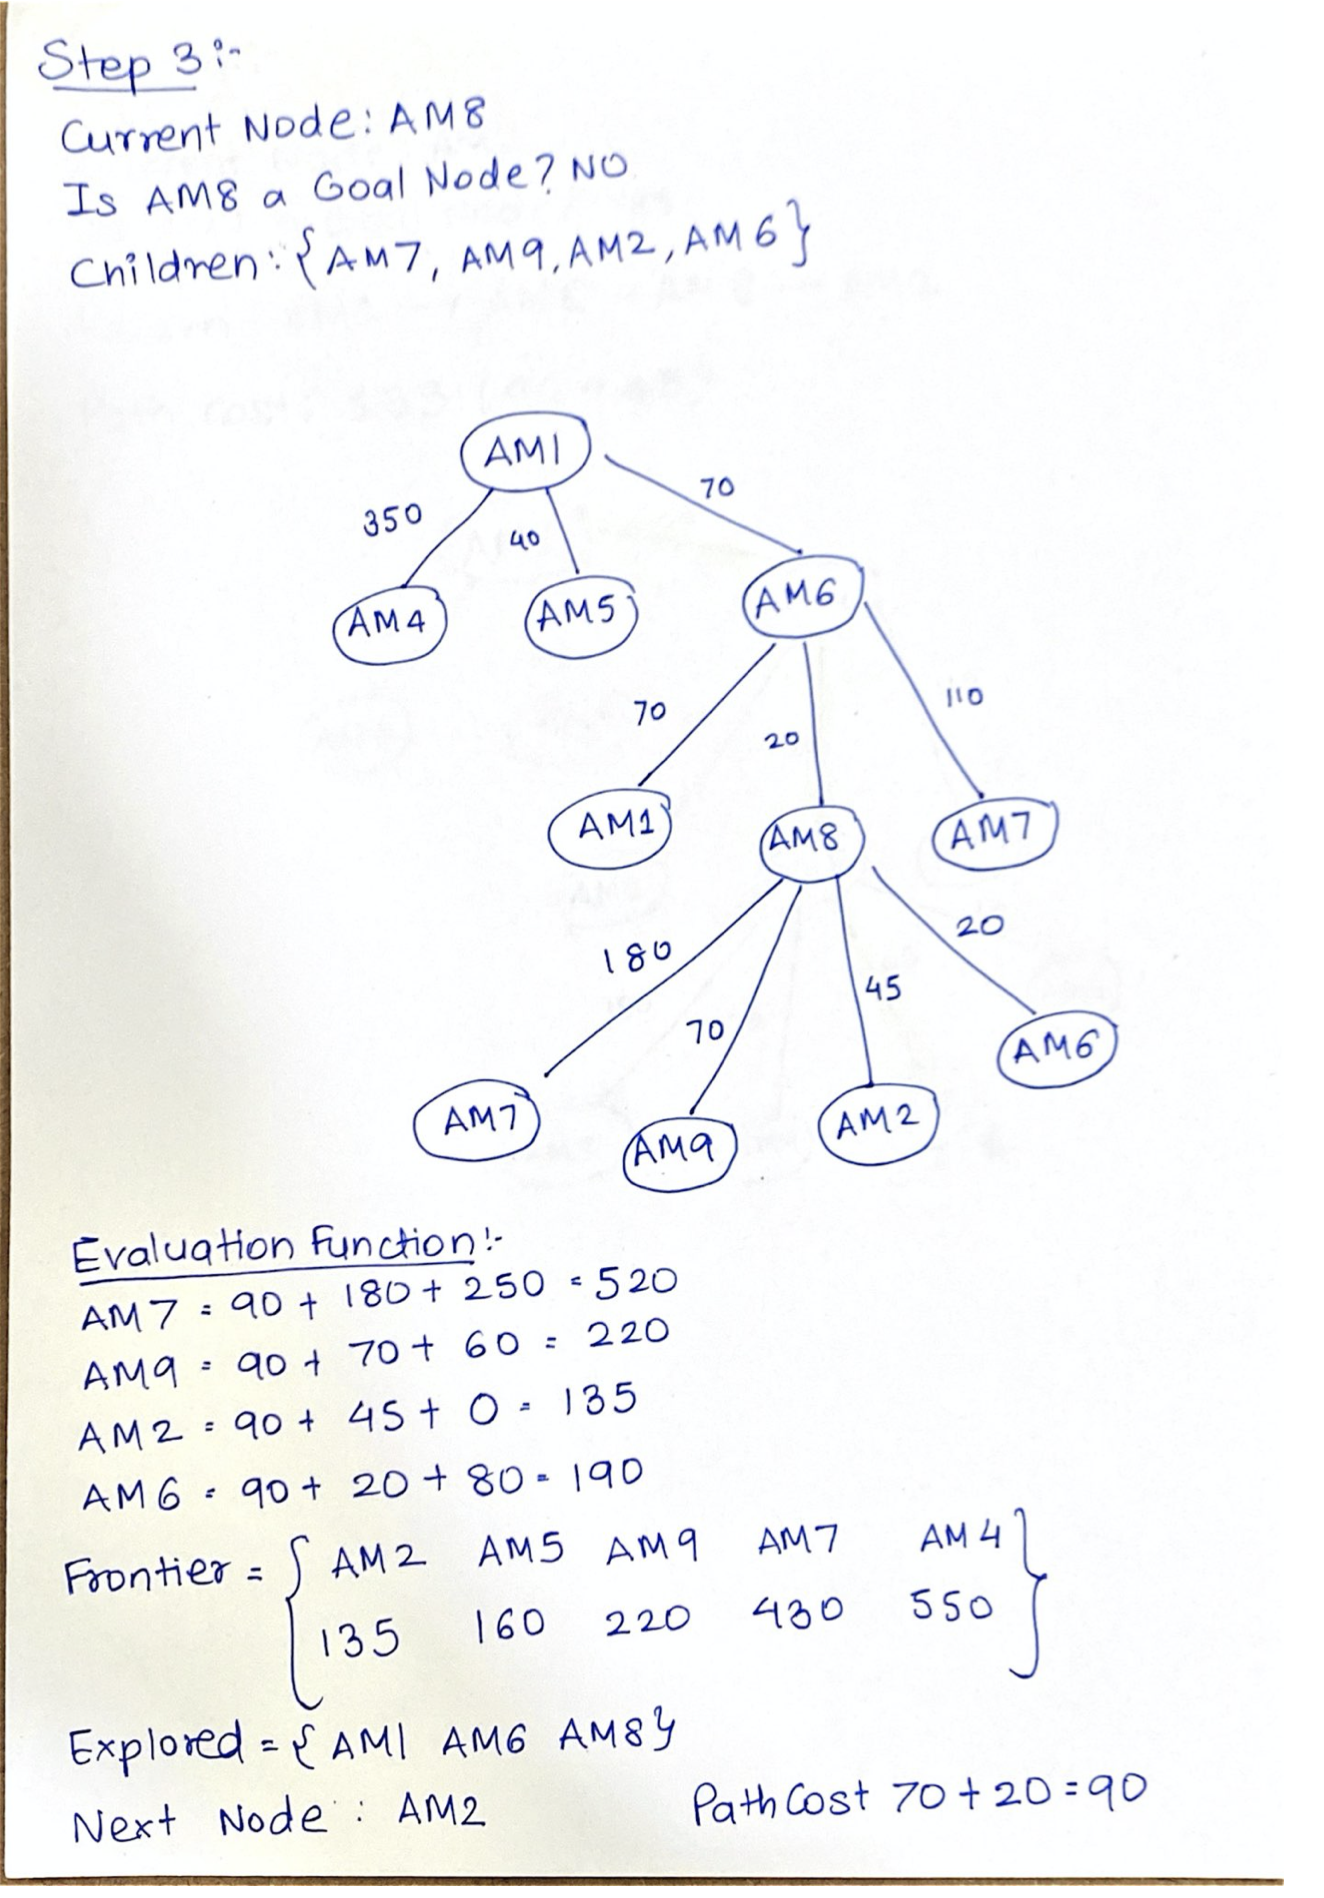 Step 3 :-
Current Node: AM8
Is AM8 a Goal Node? NO
Children: {AM7, AM9, AM2, AM6}
AM1
350
40
70
AM4
AM5
AM6
70
20
110
AM1
AM8
AM7
180
70
45
20
AM7
AM9
AM2
AM6
Evaluation Function:-
AM7 = 90 + 180 + 250 = 520
AM9 = 90 + 70 + 60 = 220
AM2 = 90 + 45 + 0 = 135
AM6 = 90 + 20 + 80 = 190
Frontier = { AM2 AM5 AM9 AM7 AM4 }
135 160 220 430 550
Explored = { AM1 AM6 AM8 }
Next Node : AM2 Path Cost 70 + 20 = 90